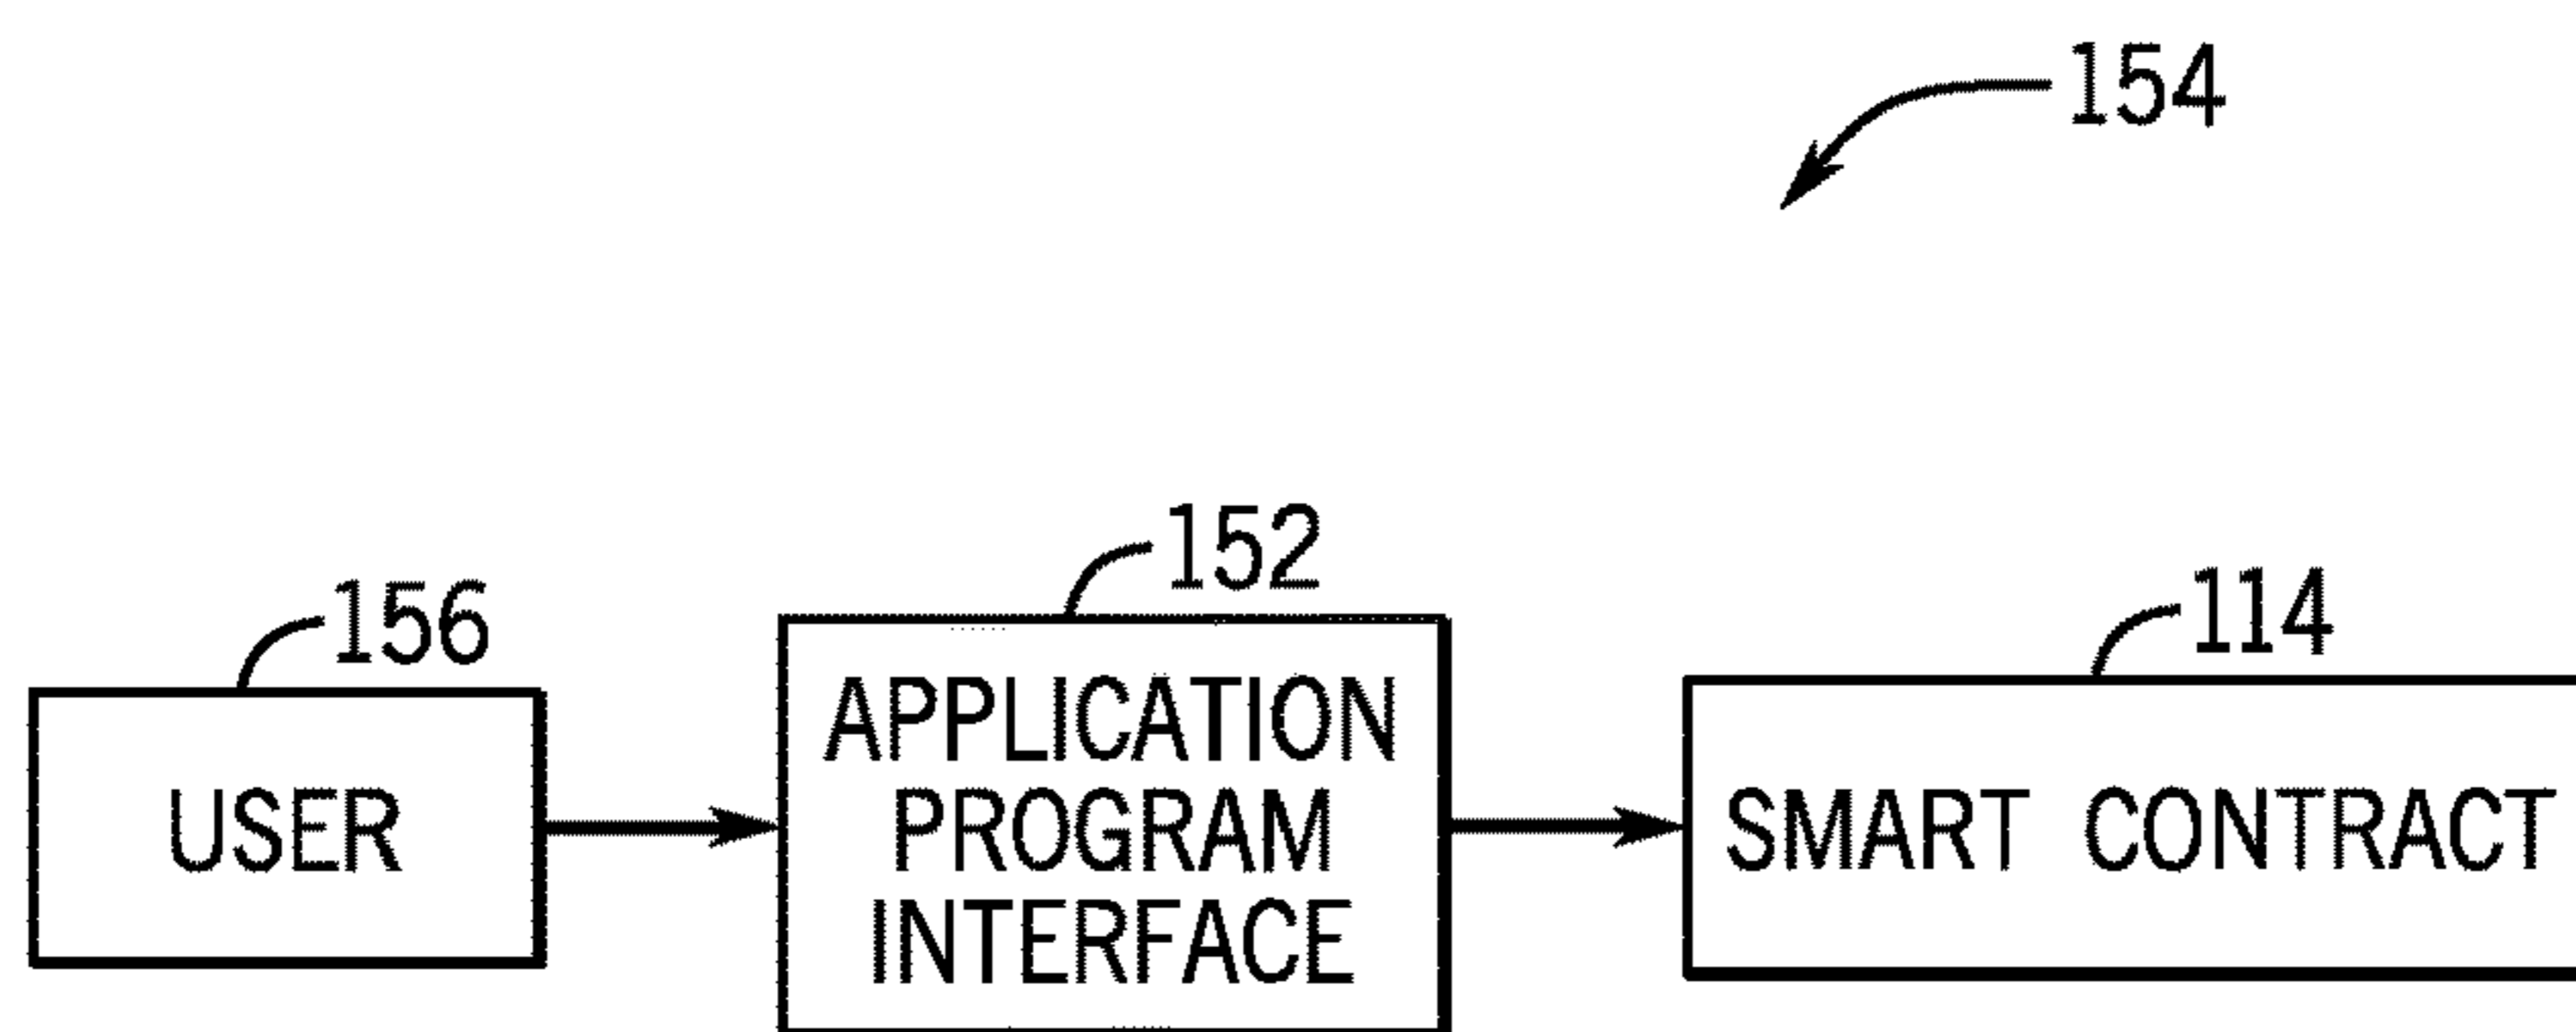 154
152
156
114
APPLICATION
PROGRAM
INTERFACE
USER
SMART CONTRACT